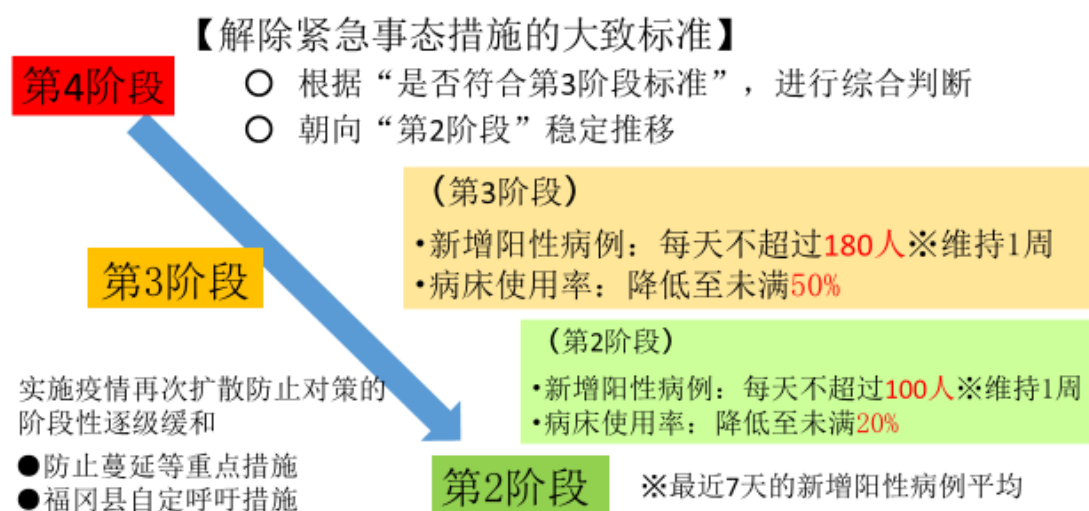 【解除紧急事态措施的大致标准】
第4阶段
○ 根据“是否符合第3阶段标准”，进行综合判断
○ 朝向“第2阶段”稳定推移
（第3阶段）
•新增阳性病例：每天不超过180人※维持1周
•病床使用率：降低至未满50%
第3阶段
（第2阶段）
•新增阳性病例：每天不超过100人※维持1周
•病床使用率：降低至未满20%
实施疫情再次扩散防止对策的
阶段性逐级缓和
●防止蔓延等重点措施
●福冈县自定呼吁措施
第2阶段
※最近7天的新增阳性病例平均